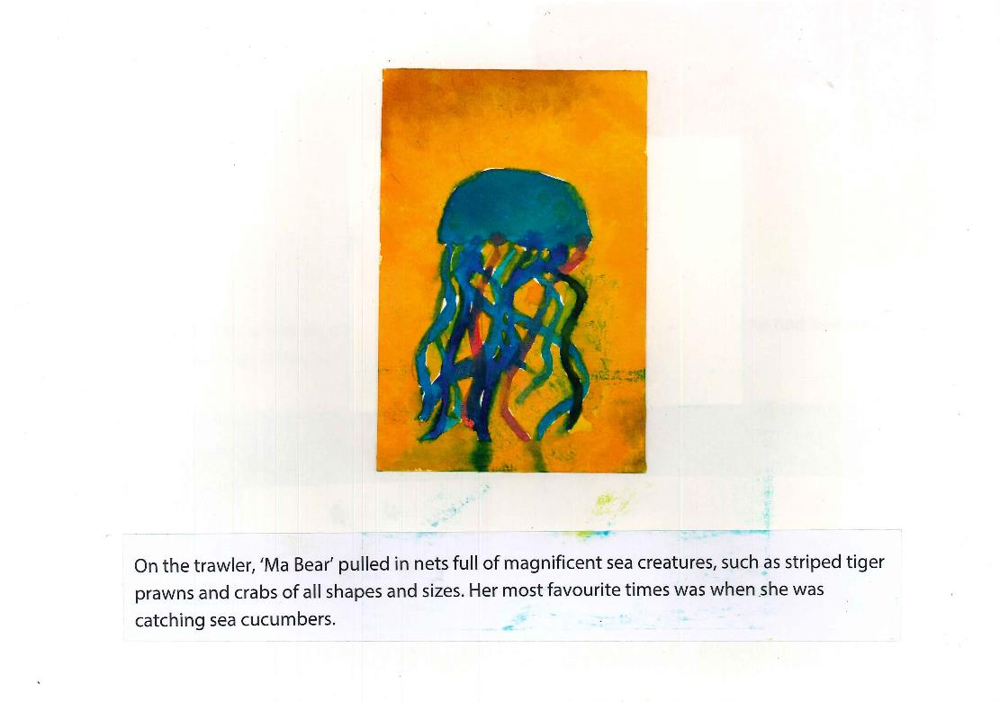 On the trawler, ‘Ma Bear’ pulled in nets full of magnificent sea creatures, such as striped tiger
prawns and crabs of all shapes and sizes. Her most favourite times was when she was
catching sea cucumbers.